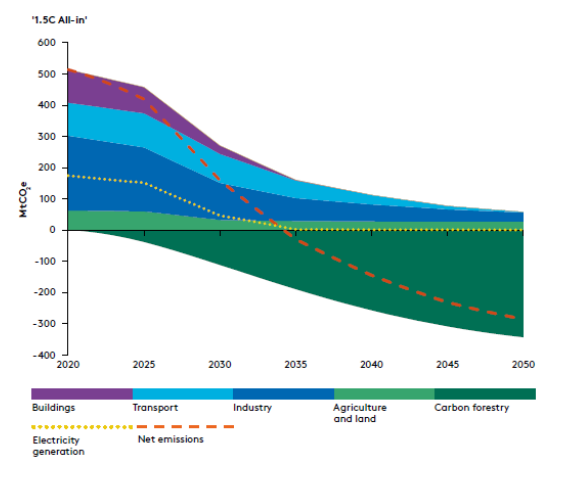 '1.5C All-in'
600
500
400
300
200
100
0
-100
-200
-300
-400
MtCO₂e
2020 2025 2030 2035 2040 2045 2050
Buildings Transport Industry Agriculture and land Carbon forestry
Electricity generation Net emissions